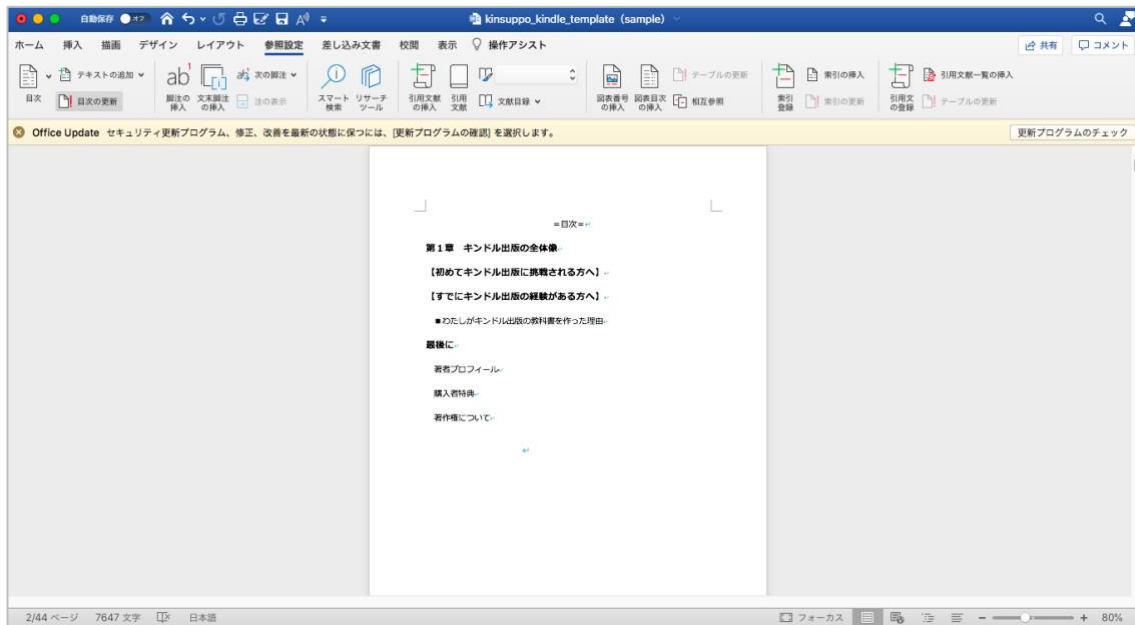 自動保存 オフ kinsuppo_kindle_template（sample）
ホーム 挿入 描画 デザイン レイアウト 参照設定 差し込み文書 校閲 表示 操作アシスト 共有 コメント
目次
テキストの追加
目次の更新
ab1
脚注の挿入
文末脚注の挿入
次の脚注
注の表示
スマート検索
リサーチツール
引用文献の挿入
引用文献
文献目録
図表番号の挿入
図表目次の挿入
テーブルの更新
相互参照
索引登録
索引の挿入
索引の更新
引用文の登録
引用文献一覧の挿入
テーブルの更新
Office Update セキュリティ更新プログラム、修正、改善を最新の状態に保つには、[更新プログラムの確認] を選択します。 更新プログラムのチェック
＝目次＝
第１章 キンドル出版の全体像
【初めてキンドル出版に挑戦される方へ】
【すでにキンドル出版の経験がある方へ】
■わたしがキンドル出版の教科書を作った理由
最後に
著者プロフィール
購入者特典
著作権について
2/44 ページ 7647 文字 日本語 フォーカス 80%